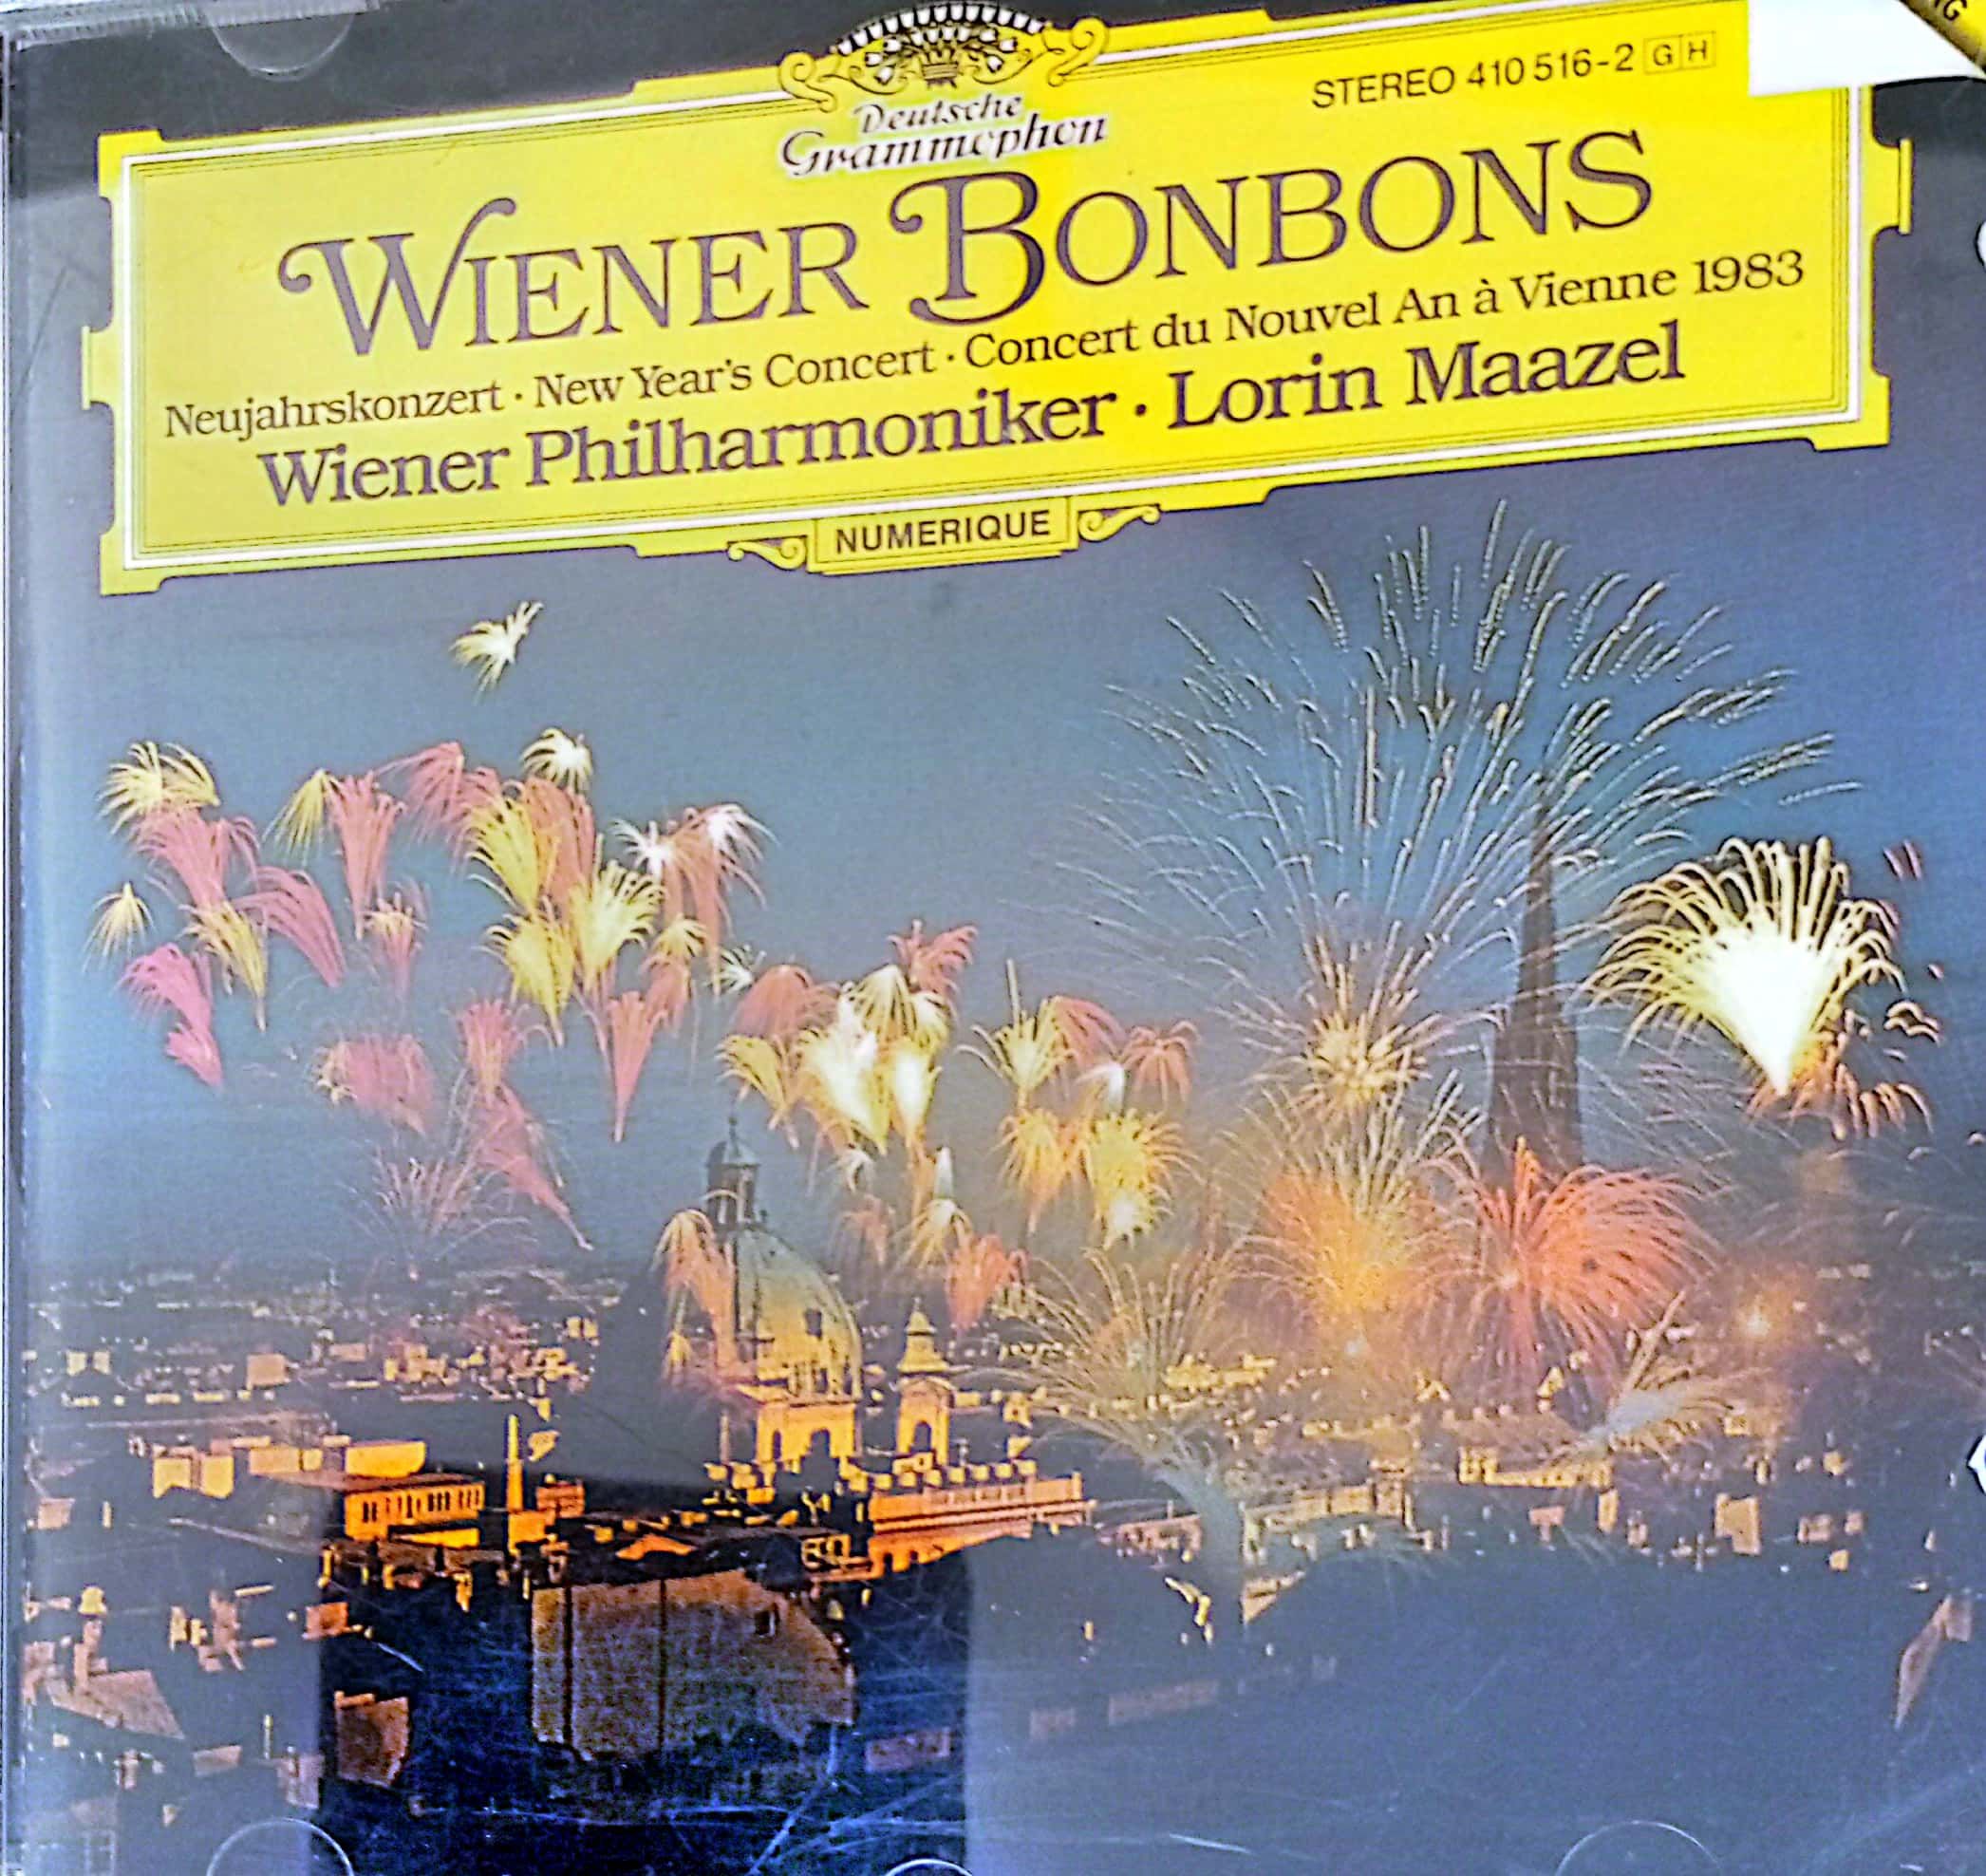 Deutsche
Grammophon
STEREO 410 516-2 GH
WIENER BONBONS
Neujahrskonzert · New Year's Concert · Concert du Nouvel An à Vienne 1983
Wiener Philharmoniker · Lorin Maazel
NUMERIQUE